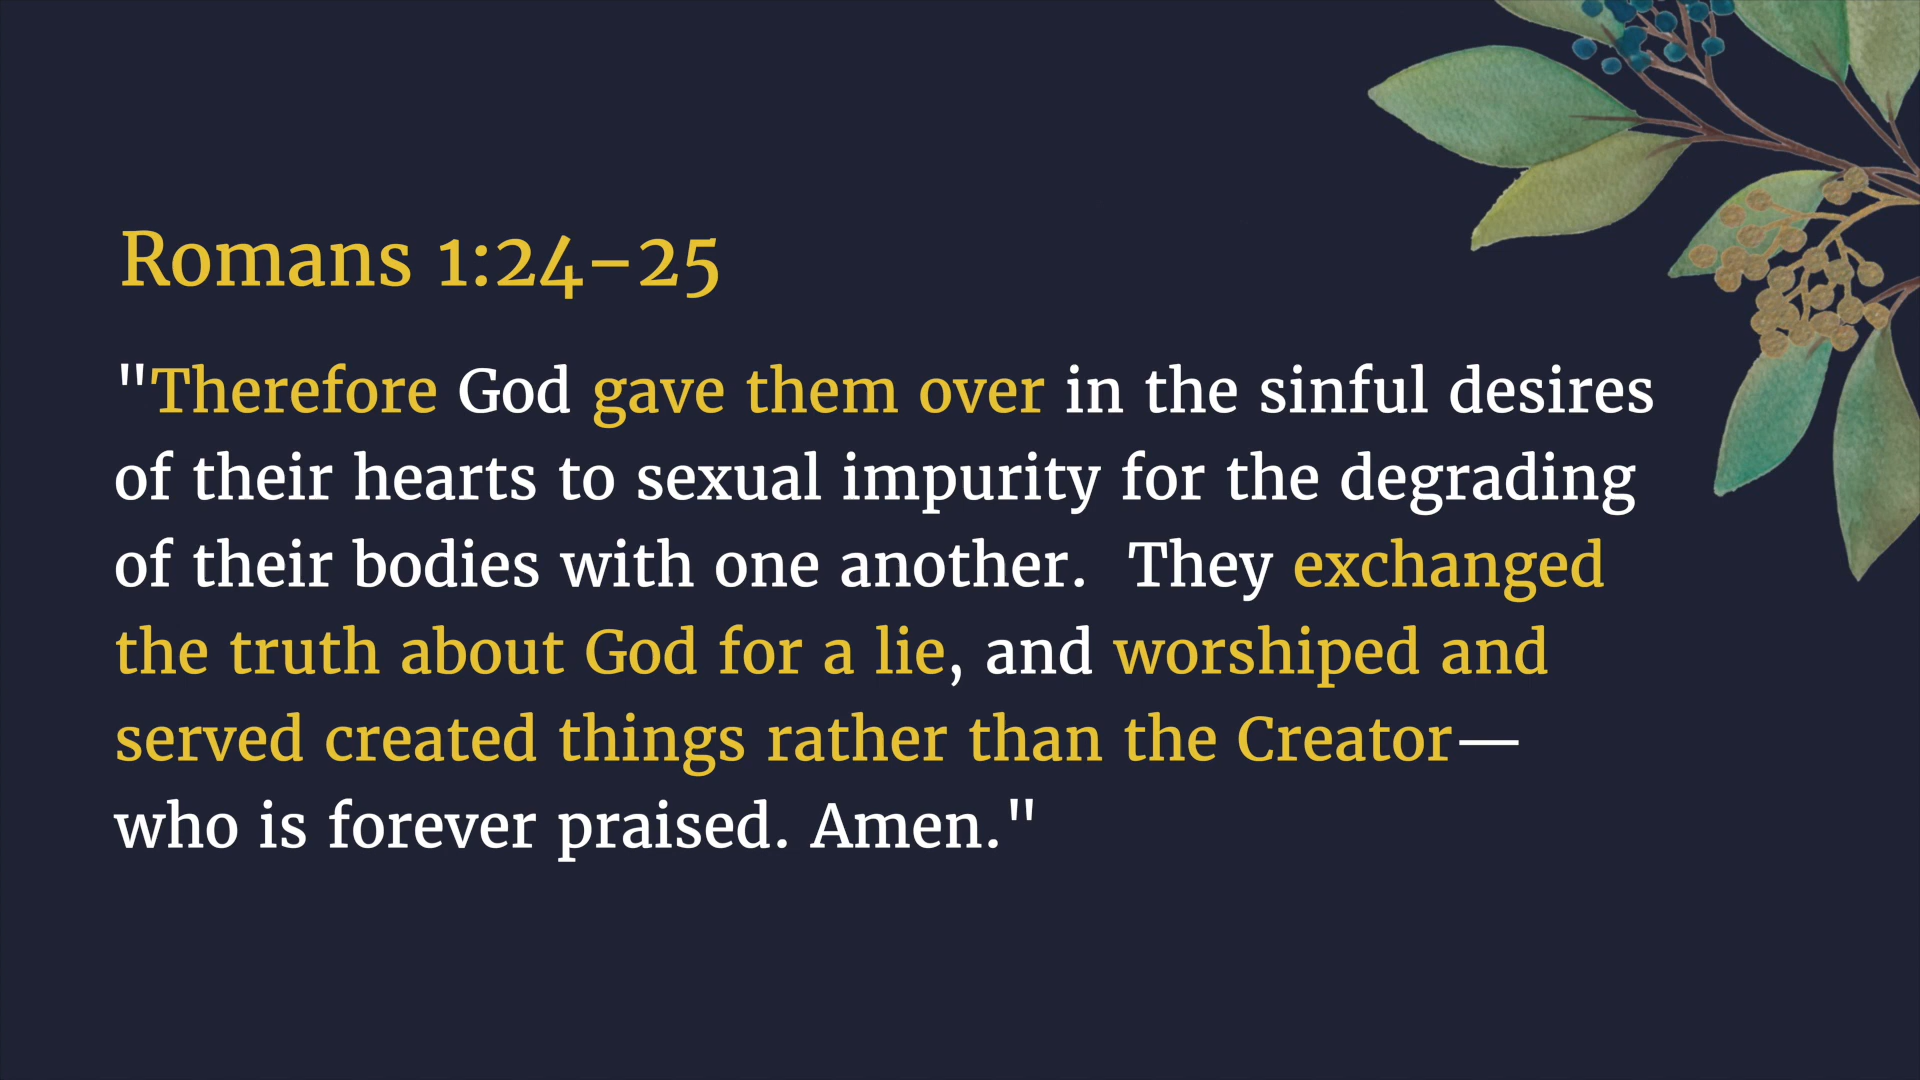 Romans 1:24–25
"Therefore God gave them over in the sinful desires
of their hearts to sexual impurity for the degrading
of their bodies with one another.  They exchanged
the truth about God for a lie, and worshiped and
served created things rather than the Creator—
who is forever praised. Amen."